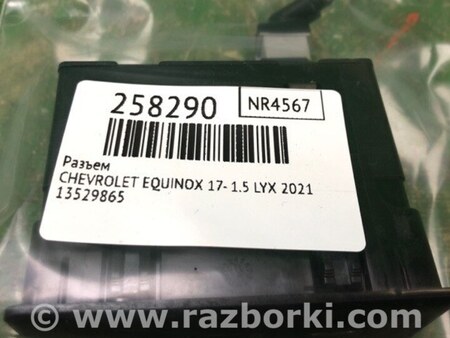 258290
NR4567
Разъем
CHEVROLET EQUINOX 17- 1.5 LYX 2021
13529865
www.razborki.com